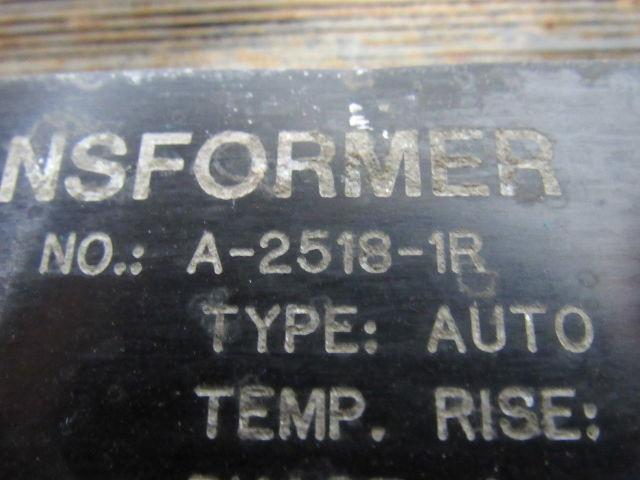 NSFORMER
NO.: A-2518-1R
TYPE: AUTO
TEMP. RISE: